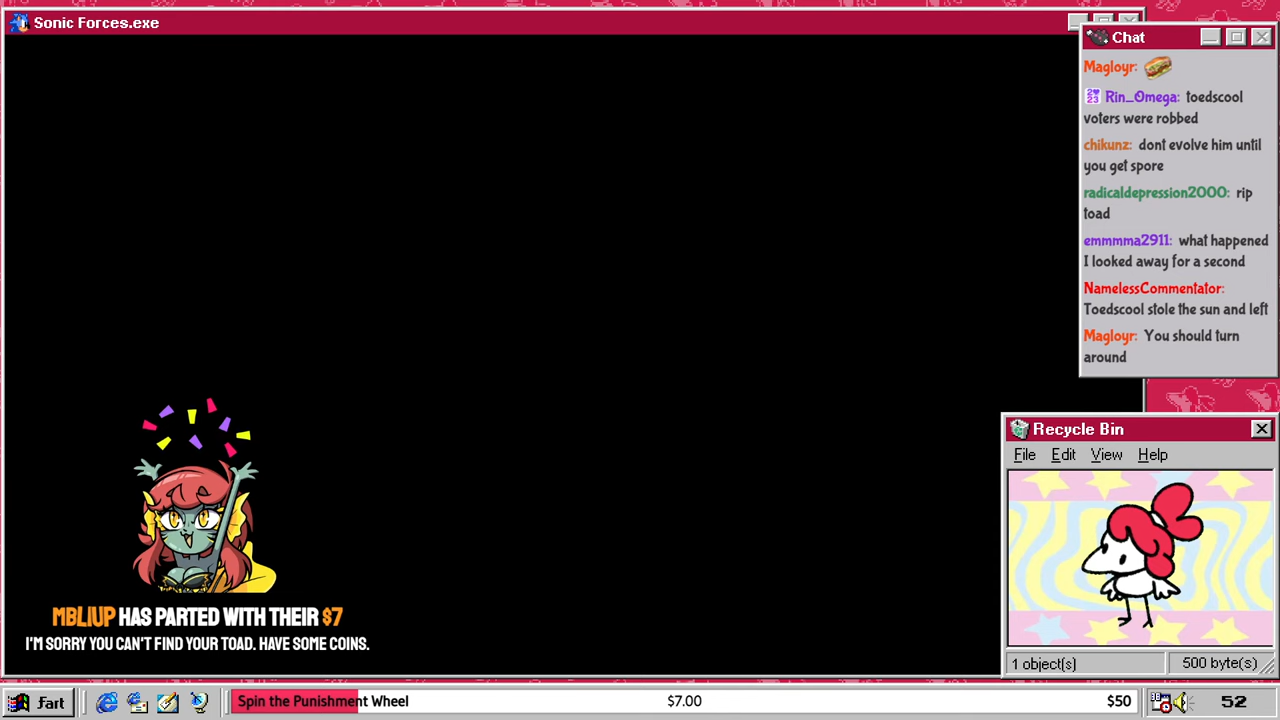 Sonic Forces.exe
Chat
Magloyr:
Rin_Omega: toedscool
voters were robbed
chikunz: dont evolve him until
you get spore
radicaldepression2000: rip
toad
emmmma2911: what happened
I looked away for a second
NamelessCommentator:
Toedscool stole the sun and left
Magloyr: You should turn
around
Recycle Bin
File Edit View Help
1 object(s) 500 byte(s)
MBLIUP HAS PARTED WITH THEIR $7
I'M SORRY YOU CAN'T FIND YOUR TOAD. HAVE SOME COINS.
fart
Spin the Punishment Wheel $7.00 $50
52